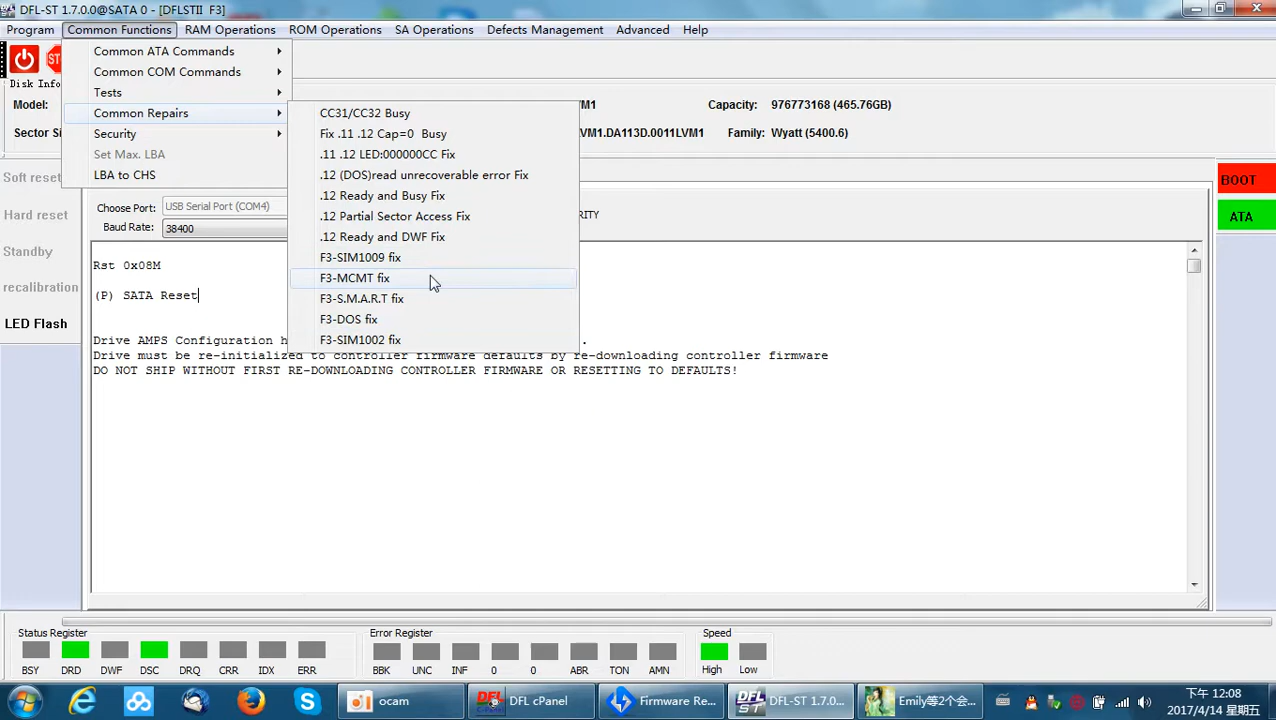 DFL-ST 1.7.0.0@SATA 0 - [DFLSTII F3]
Program Common Functions RAM Operations ROM Operations SA Operations Defects Management Advanced Help
Common ATA Commands
Common COM Commands
Tests
Common Repairs
Security
Set Max. LBA
LBA to CHS
CC31/CC32 Busy
Fix .11 .12 Cap=0 Busy
.11 .12 LED:000000CC Fix
.12 (DOS)read unrecoverable error Fix
.12 Ready and Busy Fix
.12 Partial Sector Access Fix
.12 Ready and DWF Fix
F3-SIM1009 fix
F3-MCMT fix
F3-S.M.A.R.T fix
F3-DOS fix
F3-SIM1002 fix
Disk Info
Model:
VM1
Capacity: 976773168 (465.76GB)
Sector Si
LVM1.DA113D.0011LVM1
Family: Wyatt (5400.6)
Soft reset
Hard reset
Standby
recalibration
LED Flash
BOOT
ATA
Choose Port: USB Serial Port (COM4)
RITY
Baud Rate: 38400
Rst 0x08M
(P) SATA Reset
Drive AMPS Configuration h .
Drive must be re-initialized to controller firmware defaults by re-downloading controller firmware
DO NOT SHIP WITHOUT FIRST RE-DOWNLOADING CONTROLLER FIRMWARE OR RESETTING TO DEFAULTS!
Status Register
BSY DRD DWF DSC DRQ CRR IDX ERR
Error Register
BBK UNC INF 0 0 ABR TON AMN
Speed
High Low
ocam
DFL cPanel
Firmware Re...
DFL-ST 1.7.0...
Emily等2个会...
下午 12:08
2017/4/14 星期五